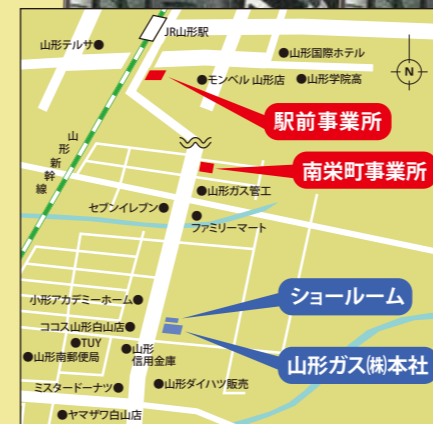 JR山形駅
山形テルサ
山形国際ホテル
モンベル 山形店
山形学院高
N
駅前事業所
山形新幹線
南栄町事業所
山形ガス管工
セブンイレブン
ファミリーマート
ショールーム
小形アカデミーホーム
ココス山形白山店
TUY
山形南郵便局
山形
信用金庫
山形ガス㈱本社
ミスタードーナツ
山形ダイハツ販売
ヤマザワ白山店